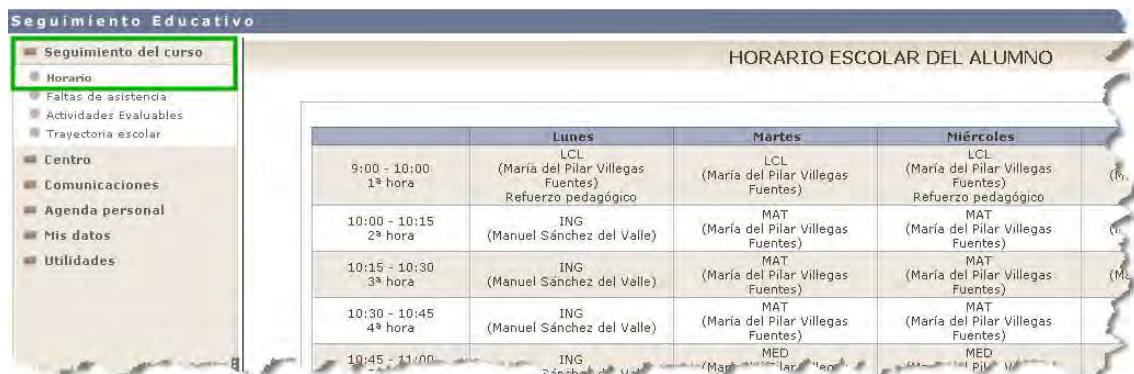 Seguimiento Educativo
Seguimiento del curso
Horario
Faltas de asistencia
Actividades Evaluables
Trayectoria escolar
Centro
Comunicaciones
Agenda personal
Mis datos
Utilidades
HORARIO ESCOLAR DEL ALUMNO
Lunes Martes Miércoles
9:00 - 10:00
1ª hora
LCL
(María del Pilar Villegas
Fuentes)
Refuerzo pedagógico
LCL
(María del Pilar Villegas
Fuentes)
LCL
(María del Pilar Villegas
Fuentes)
Refuerzo pedagógico
10:00 - 10:15
2ª hora
ING
(Manuel Sánchez del Valle)
MAT
(María del Pilar Villegas
Fuentes)
MAT
(María del Pilar Villegas
Fuentes)
10:15 - 10:30
3ª hora
ING
(Manuel Sánchez del Valle)
MAT
(María del Pilar Villegas
Fuentes)
MAT
(María del Pilar Villegas
Fuentes)
10:30 - 10:45
4ª hora
ING
(Manuel Sánchez del Valle)
MAT
(María del Pilar Villegas
Fuentes)
MAT
(María del Pilar Villegas
Fuentes)
10:45 - 11:00
ING
MED
MED